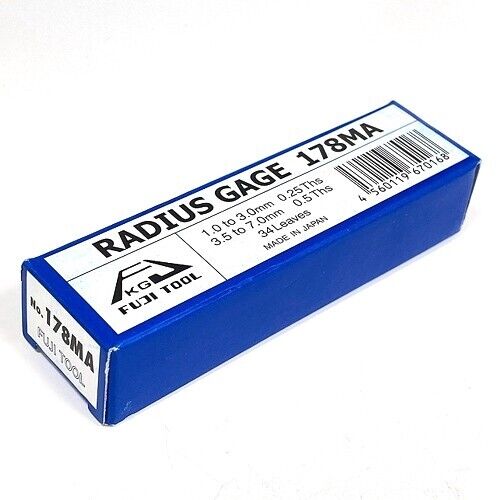 RADIUS GAGE 178MA
1.0 to 3.0mm 0.25Ths
3.5 to 7.0mm 0.5Ths
34Leaves
MADE IN JAPAN
KG
FUJI TOOL
4 560119 670168
No. 178MA
FUJI TOOL